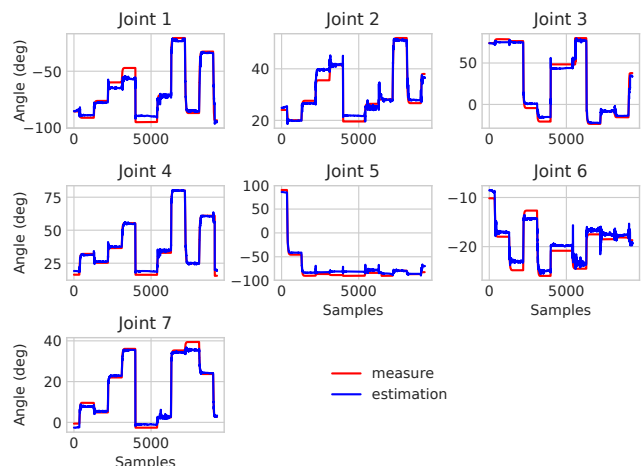 Joint 1
Joint 2
Joint 3
Angle (deg)
−50
−100
0
5000
40
20
0
5000
50
0
0
5000
Joint 4
Joint 5
Joint 6
Angle (deg)
75
50
25
0
5000
100
50
0
−50
−100
0
5000
Samples
−10
−20
0
5000
Samples
Joint 7
Angle (deg)
40
20
0
0
5000
Samples
measure
estimation